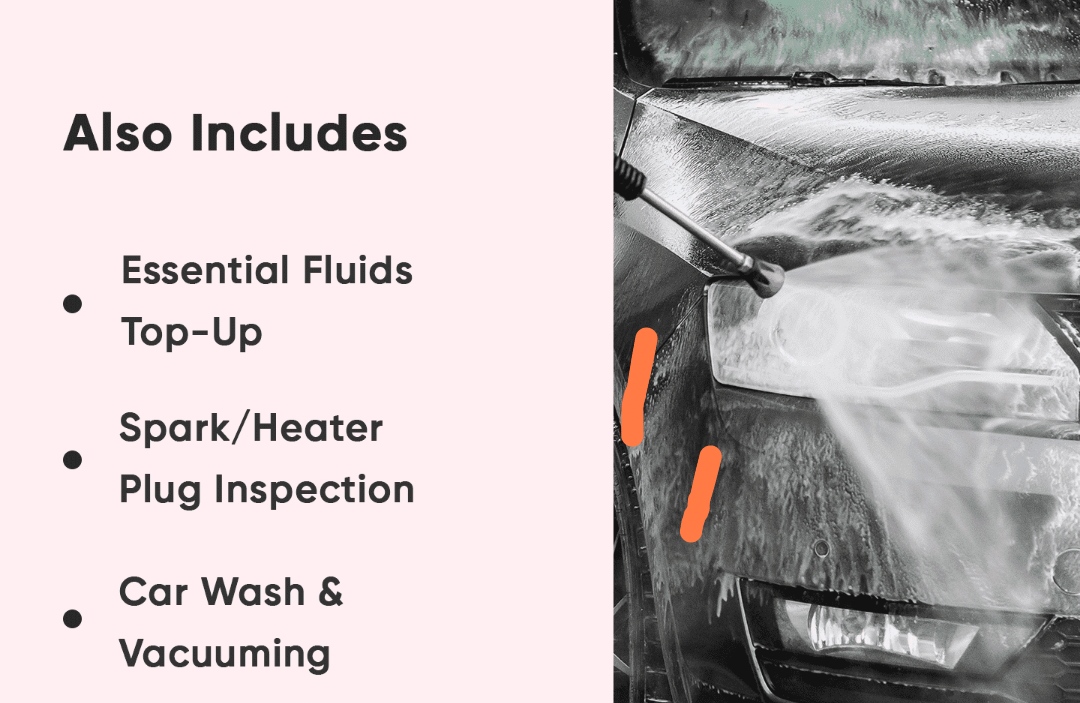 Also Includes
Essential Fluids
Top-Up
Spark/Heater
Plug Inspection
Car Wash &
Vacuuming